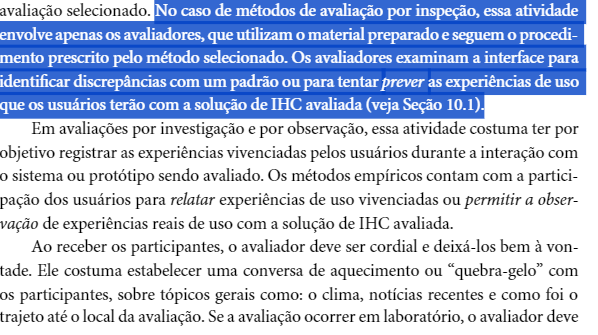 avaliação selecionado. No caso de métodos de avaliação por inspeção, essa atividade
envolve apenas os avaliadores, que utilizam o material preparado e seguem o procedi-
mento prescrito pelo método selecionado. Os avaliadores examinam a interface para
identificar discrepâncias com um padrão ou para tentar prever as experiências de uso
que os usuários terão com a solução de IHC avaliada (veja Seção 10.1).
Em avaliações por investigação e por observação, essa atividade costuma ter por
objetivo registrar as experiências vivenciadas pelos usuários durante a interação com
o sistema ou protótipo sendo avaliado. Os métodos empíricos contam com a partici-
pação dos usuários para relatar experiências de uso vivenciadas ou permitir a obser-
vação de experiências reais de uso com a solução de IHC avaliada.
Ao receber os participantes, o avaliador deve ser cordial e deixá-los bem à von-
tade. Ele costuma estabelecer uma conversa de aquecimento ou “quebra-gelo” com
os participantes, sobre tópicos gerais como: o clima, notícias recentes e como foi o
trajeto até o local da avaliação. Se a avaliação ocorrer em laboratório, o avaliador deve